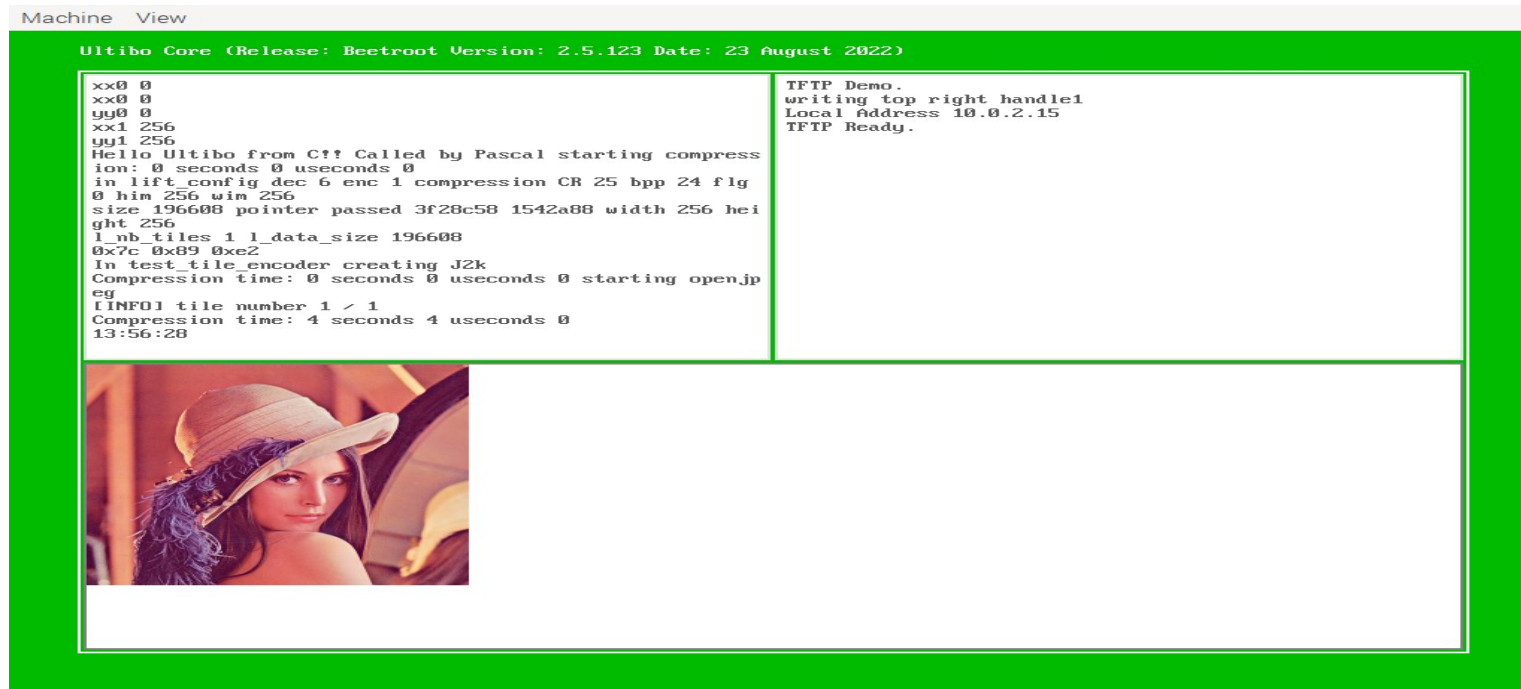 Machine View
Ultibo Core (Release: Beetroot Version: 2.5.123 Date: 23 August 2022)
xx0 0
xx0 0
yy0 0
xx1 256
yy1 256
Hello Ultibo from C!! Called by Pascal starting compress
ion: 0 seconds 0 useconds 0
in lift_config dec 6 enc 1 compression CR 25 bpp 24 flg
0 him 256 wim 256
size 196608 pointer passed 3f28c58 1542a88 width 256 hei
ght 256
l_nb_tiles 1 l_data_size 196608
0x7c 0x89 0xe2
In test_tile_encoder creating J2k
Compression time: 0 seconds 0 useconds 0 starting openjp
eg
[INFO] tile number 1 / 1
Compression time: 4 seconds 4 useconds 0
13:56:28
TFTP Demo.
writing top right handle1
Local Address 10.0.2.15
TFTP Ready.